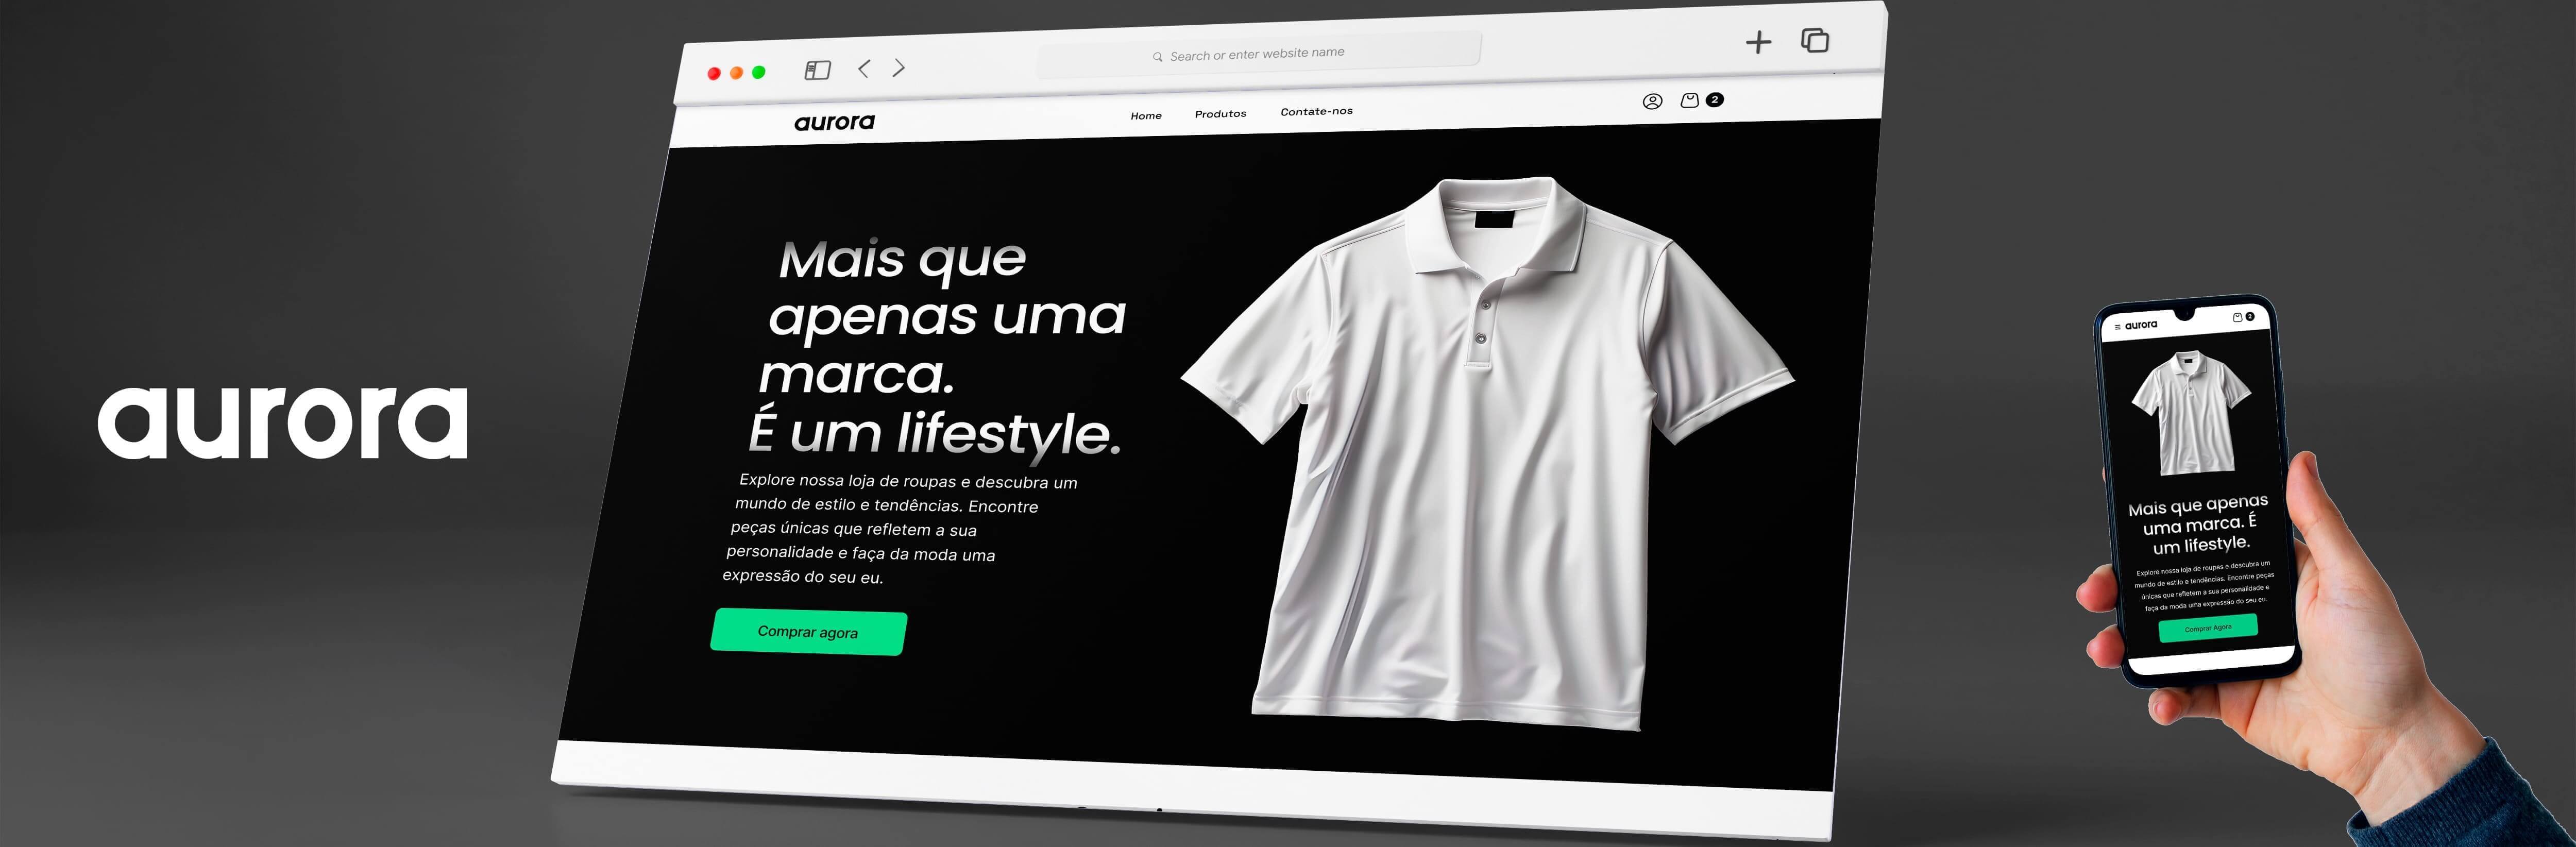 aurora
Search or enter website name
aurora
Home
Produtos
Contate-nos
2
Mais que
apenas uma
marca.
É um lifestyle.
Explore nossa loja de roupas e descubra um
mundo de estilo e tendências. Encontre
peças únicas que refletem a sua
personalidade e faça da moda uma
expressão do seu eu.
Comprar agora
aurora
2
Mais que apenas
uma marca. É
um lifestyle.
Explore nossa loja de roupas e descubra um
mundo de estilo e tendências. Encontre peças
únicas que refletem a sua personalidade e
faça da moda uma expressão do seu eu.
Comprar Agora